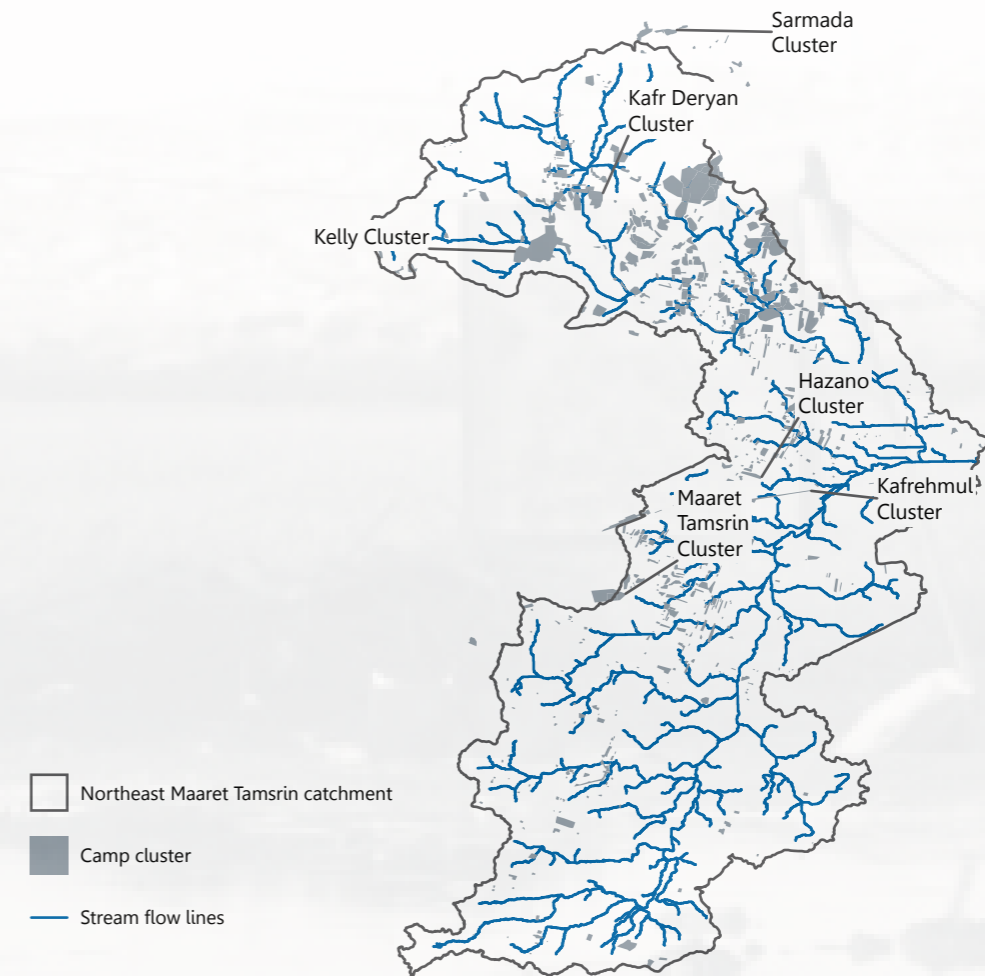 Sarmada
Cluster
Kafr Deryan
Cluster
Kelly Cluster
Hazano
Cluster
Kafrehmul
Cluster
Maaret
Tamsrin
Cluster
Northeast Maaret Tamsrin catchment
Camp cluster
Stream flow lines